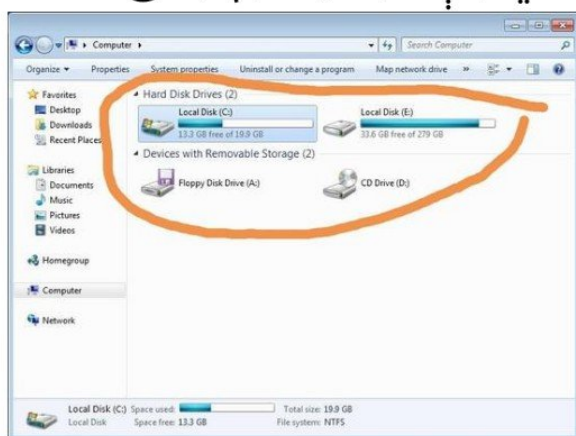 Computer
Search Computer
Organize
Properties
System properties
Uninstall or change a program
Map network drive
»
Favorites
Desktop
Downloads
Recent Places
Libraries
Documents
Music
Pictures
Videos
Homegroup
Computer
Network
Hard Disk Drives (2)
Local Disk (C:)
13.3 GB free of 19.9 GB
Local Disk (E:)
33.6 GB free of 279 GB
Devices with Removable Storage (2)
Floppy Disk Drive (A:)
CD Drive (D:)
Local Disk (C:) Space used: Total size: 19.9 GB
Local Disk Space free: 13.3 GB File system: NTFS